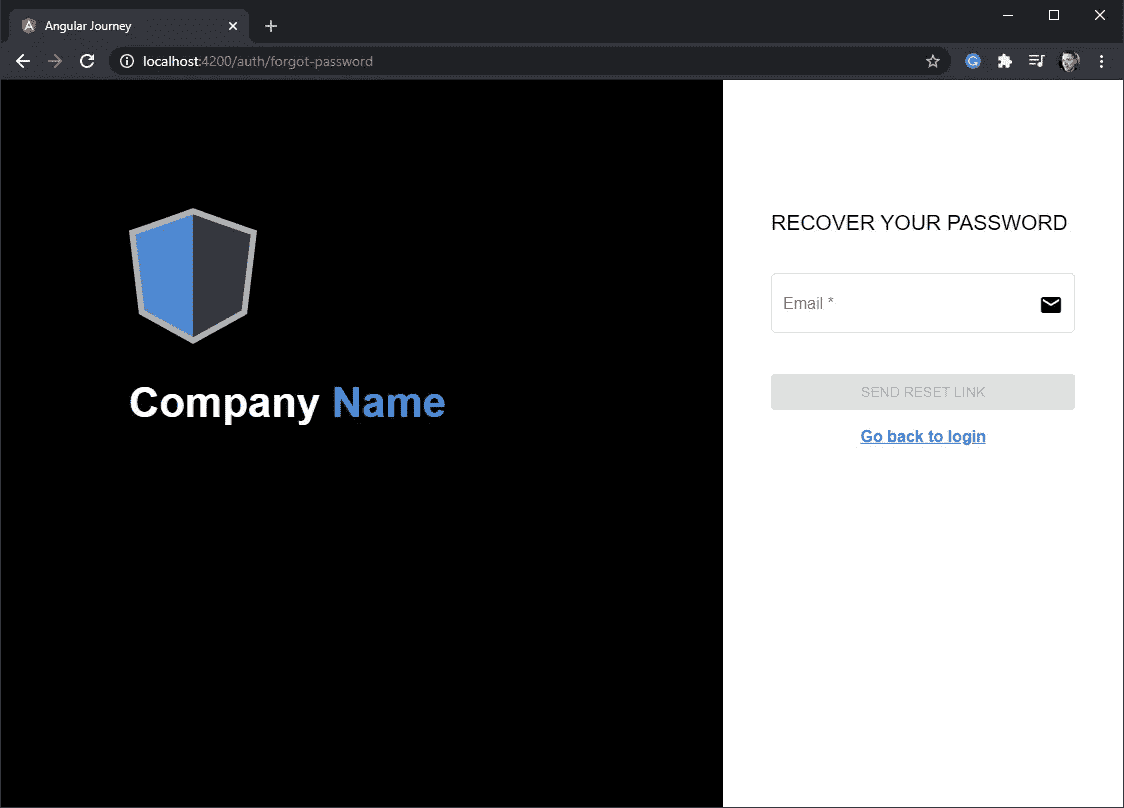 Angular Journey
localhost:4200/auth/forgot-password
Company Name
RECOVER YOUR PASSWORD
Email *
SEND RESET LINK
Go back to login